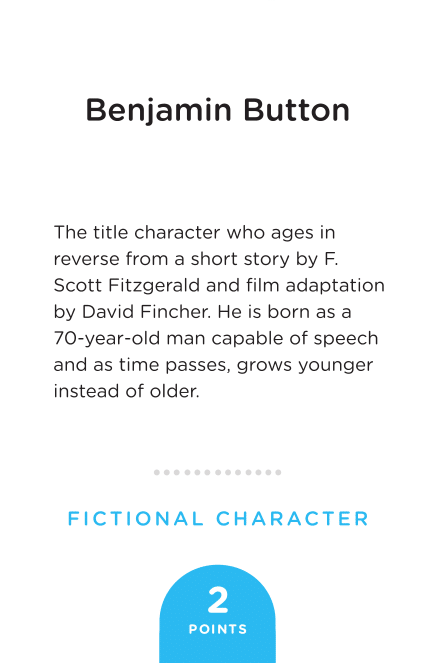 Benjamin Button
The title character who ages in
reverse from a short story by F.
Scott Fitzgerald and film adaptation
by David Fincher. He is born as a
70-year-old man capable of speech
and as time passes, grows younger
instead of older.
FICTIONAL CHARACTER
2
POINTS